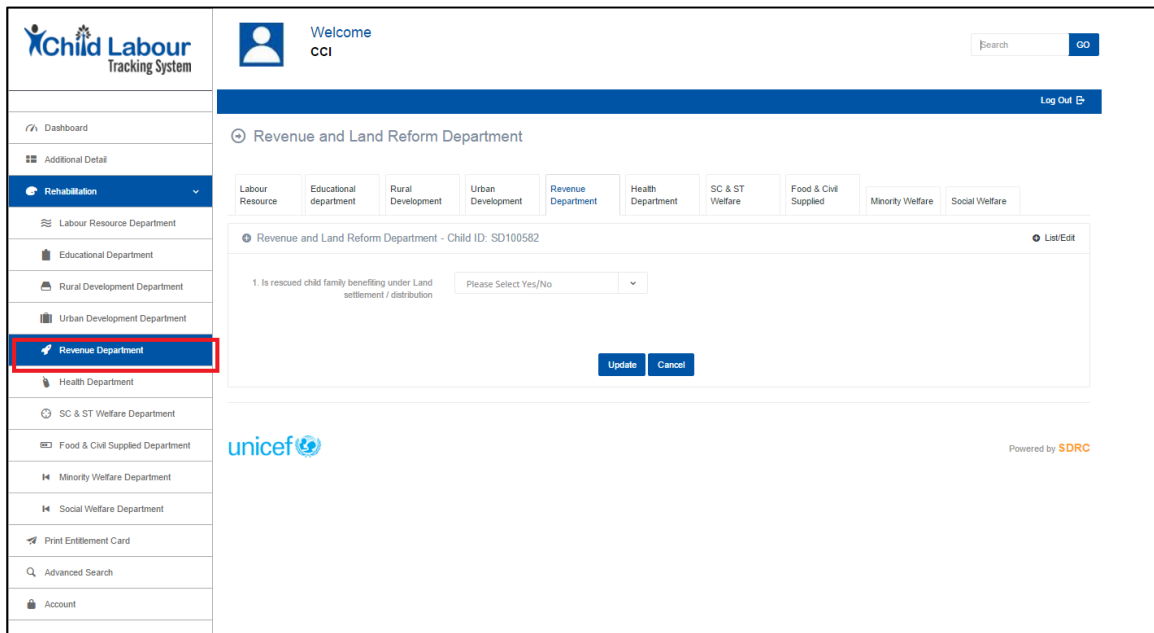 Child Labour
Tracking System
Welcome
CCI
Search
GO
Log Out
Dashboard
Additional Detail
Rehabilitation
Labour Resource Department
Educational Department
Rural Development Department
Urban Development Department
Revenue Department
Health Department
SC & ST Welfare Department
Food & Civil Supplied Department
Minority Welfare Department
Social Welfare Department
Print Entitlement Card
Advanced Search
Account
Revenue and Land Reform Department
Labour
Resource
Educational
department
Rural
Development
Urban
Development
Revenue
Department
Health
Department
SC & ST
Welfare
Food & Civil
Supplied
Minority Welfare
Social Welfare
Revenue and Land Reform Department - Child ID: SD100582
List/Edit
1. Is rescued child family benefiting under Land
settlement / distribution
Please Select Yes/No
Update
Cancel
unicef
Powered by SDRC